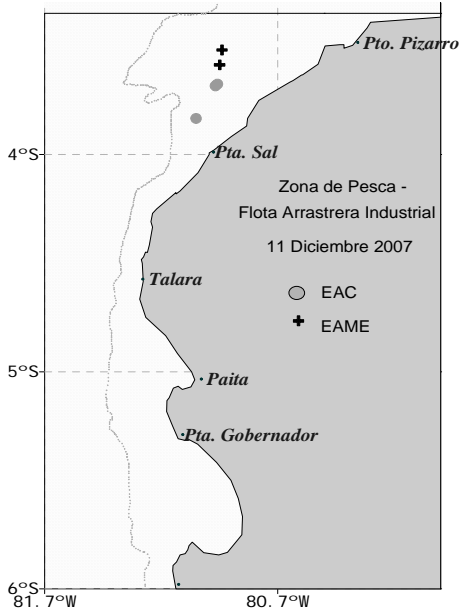 Pto. Pizarro
4°S
Pta. Sal
Zona de Pesca -
Flota Arrastrera Industrial
11 Diciembre 2007
Talara
EAC
EAME
5°S
Paita
Pta. Gobernador
6°S
81.7°W
80.7°W